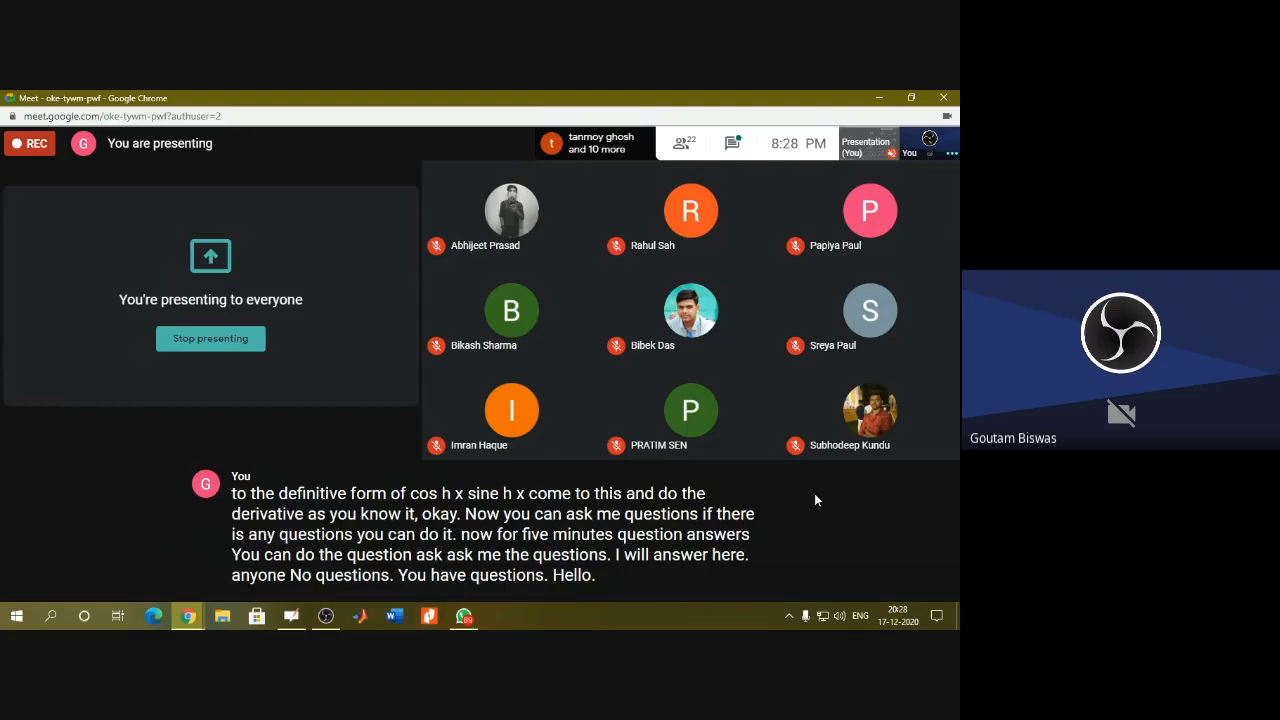 Meet - oke-tywm-pwf - Google Chrome
meet.google.com/oke-tywm-pwf?authuser=2
REC
G
You are presenting
t
tanmoy ghosh
and 10 more
22
8:28 PM
Presentation
(You)
You
You're presenting to everyone
Stop presenting
Abhijeet Prasad
R
Rahul Sah
P
Papiya Paul
B
Bikash Sharma
Bibek Das
S
Sreya Paul
I
Imran Haque
P
PRATIM SEN
Subhodeep Kundu
G
You
to the definitive form of cos h x sine h x come to this and do the
derivative as you know it, okay. Now you can ask me questions if there
is any questions you can do it. now for five minutes question answers
You can do the question ask ask me the questions. I will answer here.
anyone No questions. You have questions. Hello.
Goutam Biswas
W
89
ENG
20:28
17-12-2020